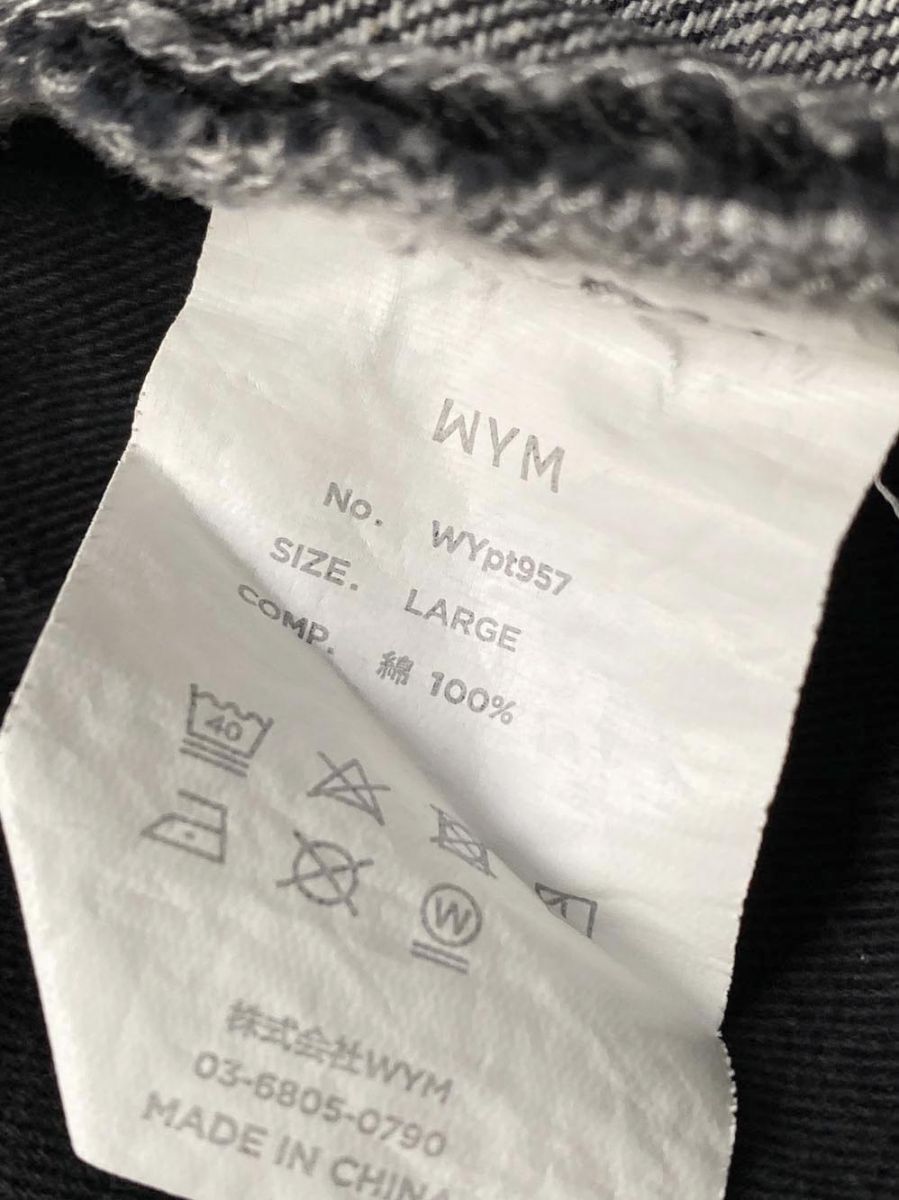 WYM
No. WYpt957
SIZE. LARGE
COMP. 綿 100%
40
W
株式会社WYM
03-6805-0790
MADE IN CHINA